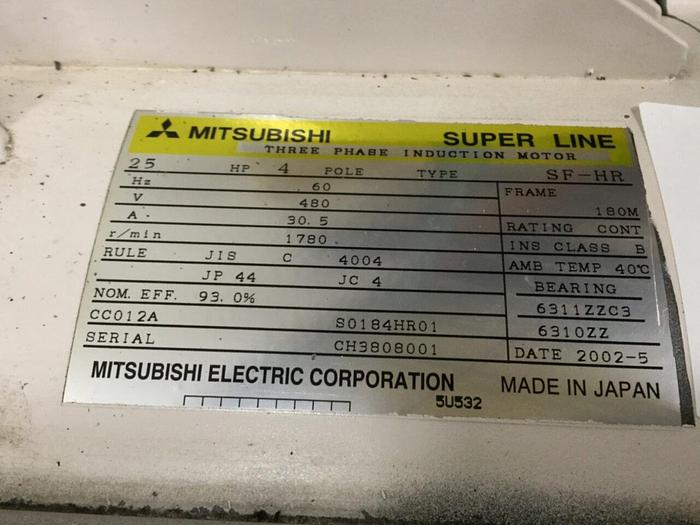 MITSUBISHI SUPER LINE
THREE PHASE INDUCTION MOTOR
25 HP 4 POLE TYPE SF-HR
Hz 60
V 480
A 30.5
r/min 1780
RULE JIS C 4004
JP 44 JC 4
NOM. EFF. 93.0%
CC012A S0184HR01
SERIAL CH3808001
FRAME
180M
RATING CONT
INS CLASS B
AMB TEMP 40℃
BEARING
6311ZZC3
6310ZZ
DATE 2002-5
MITSUBISHI ELECTRIC CORPORATION MADE IN JAPAN
5U532